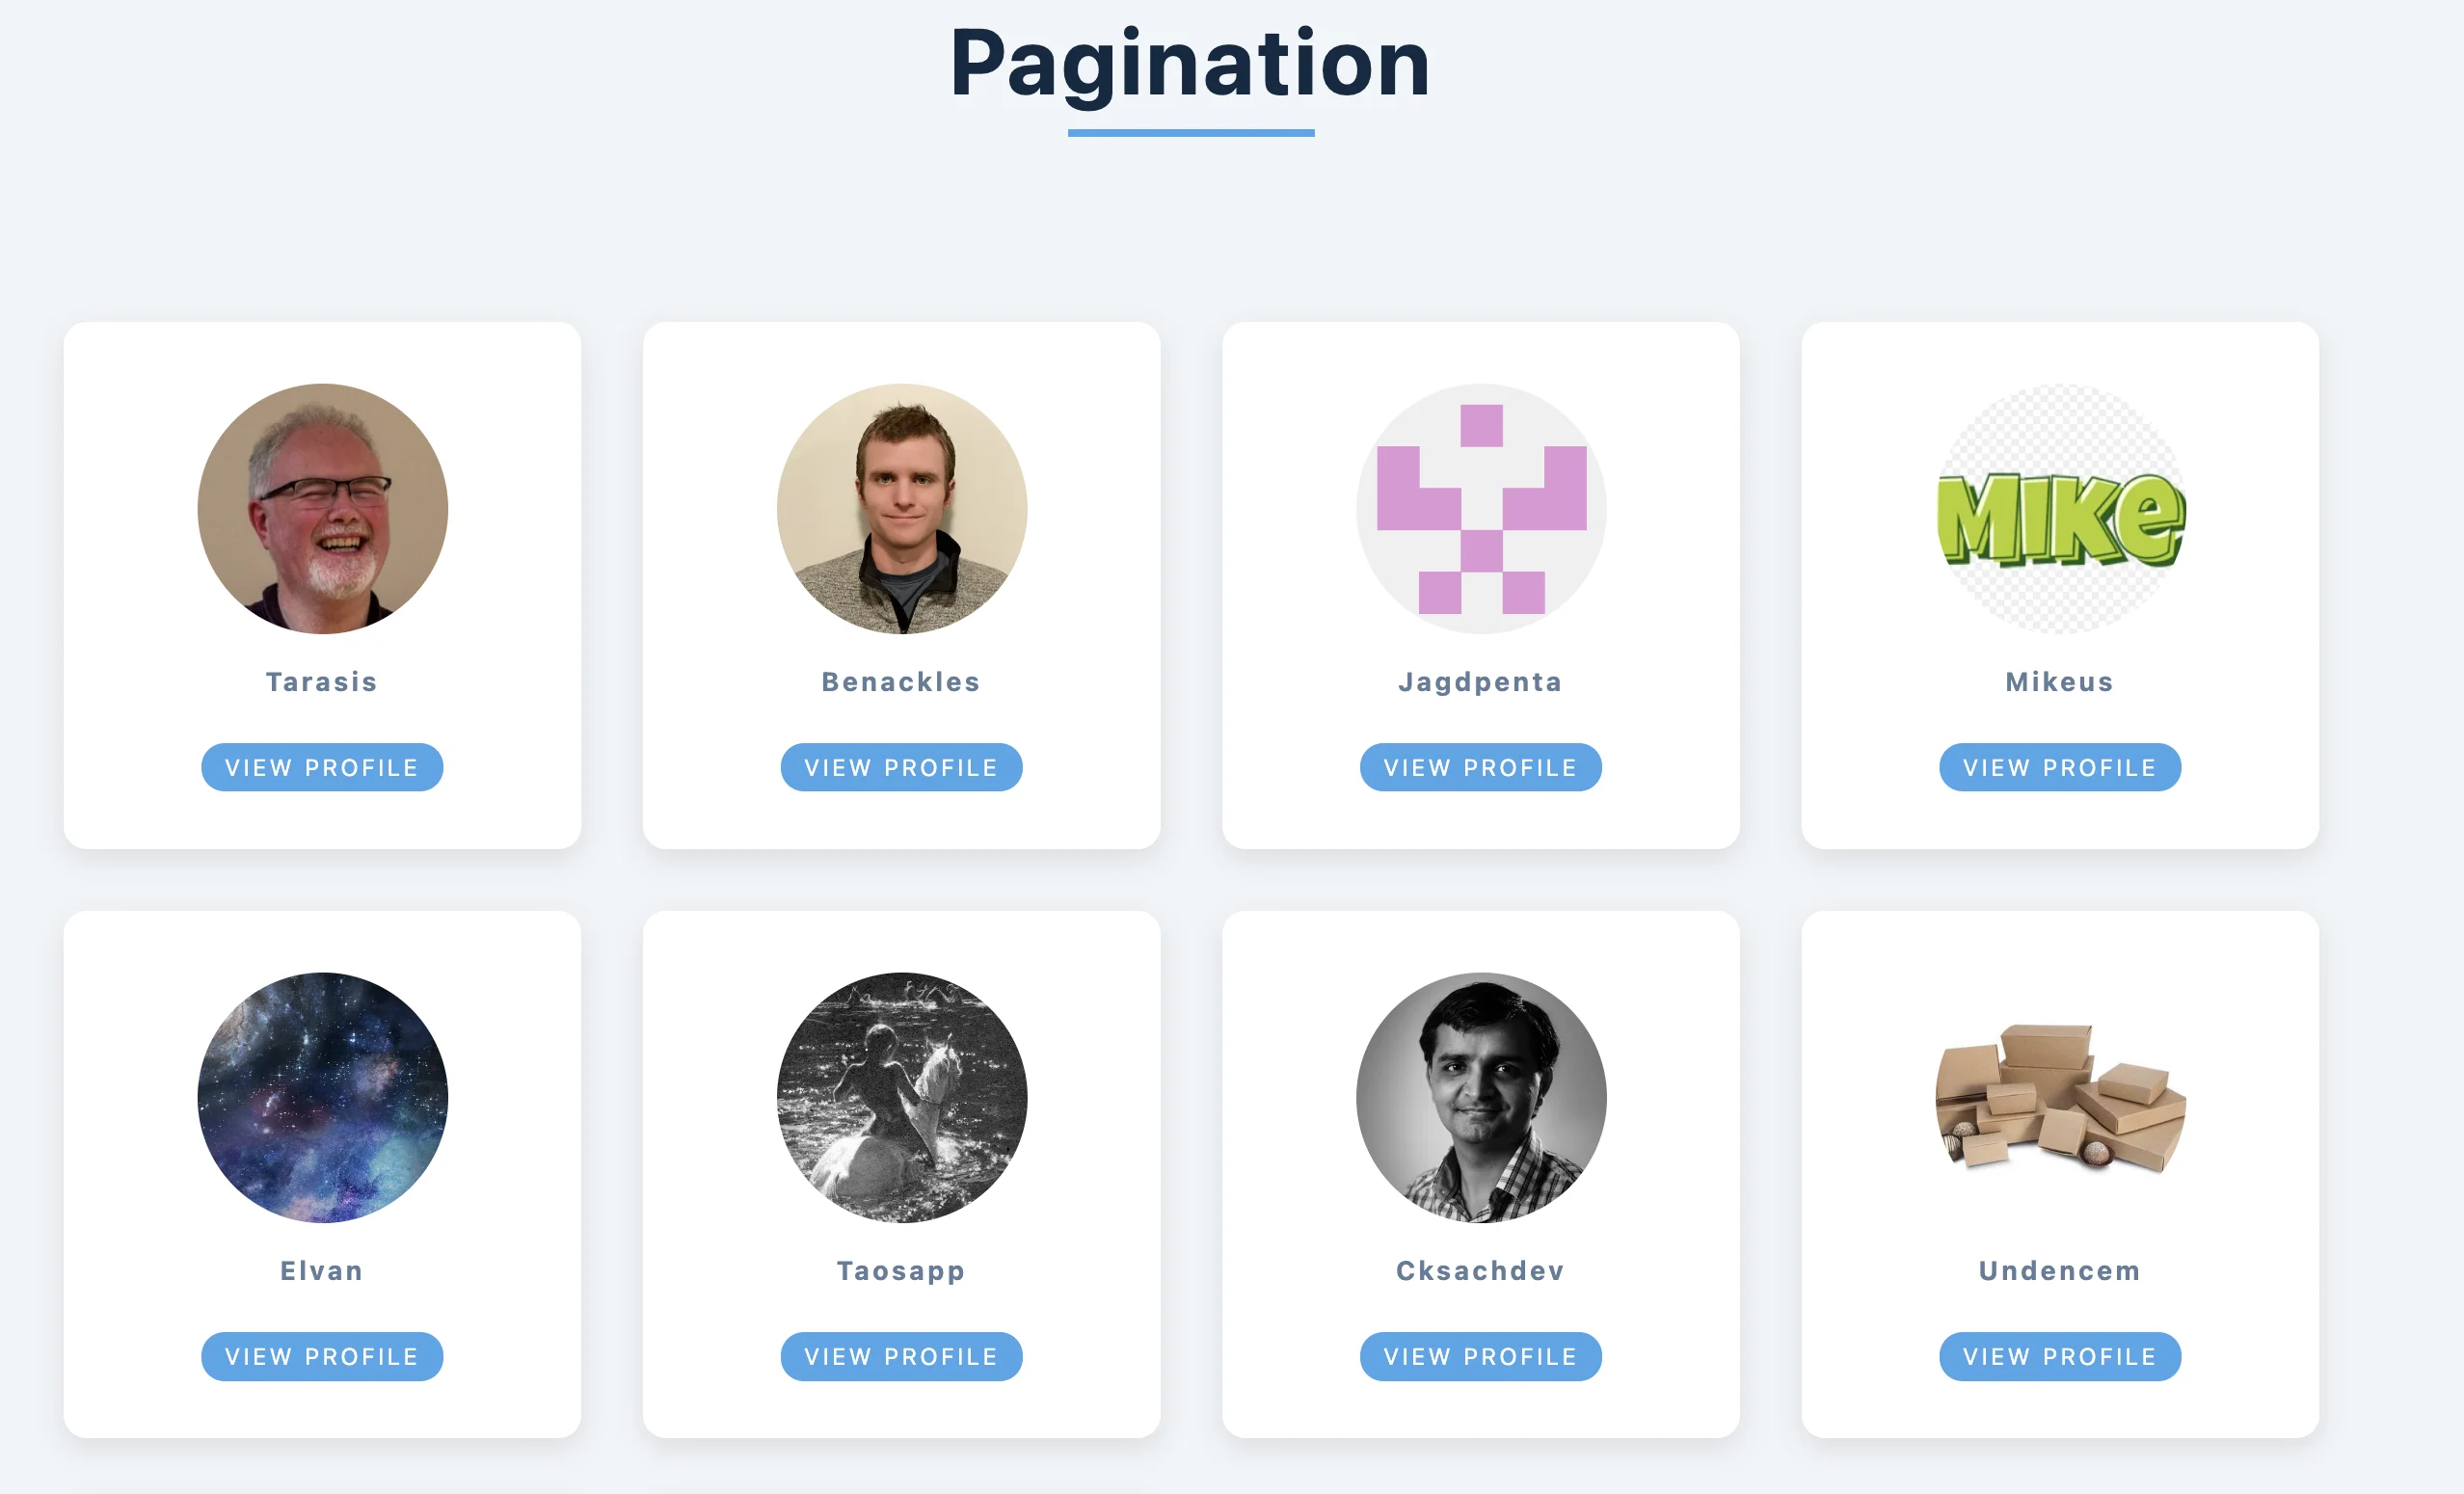 Pagination
Tarasis
Benackles
Jagdpenta
MIKe
Mikeus
VIEW PROFILE
VIEW PROFILE
VIEW PROFILE
VIEW PROFILE
Elvan
Taosapp
Cksachdev
Undencem
VIEW PROFILE
VIEW PROFILE
VIEW PROFILE
VIEW PROFILE